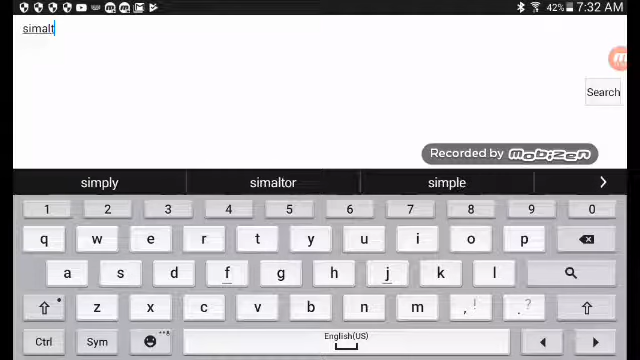 42% 7:32 AM
simalt
Search
Recorded by mobizen
simply simaltor simple >
1 2 3 4 5 6 7 8 9 0
q w e r t y u i o p
a s d f g h j k l
z x c v b n m , ! . ?
Ctrl Sym English(US)